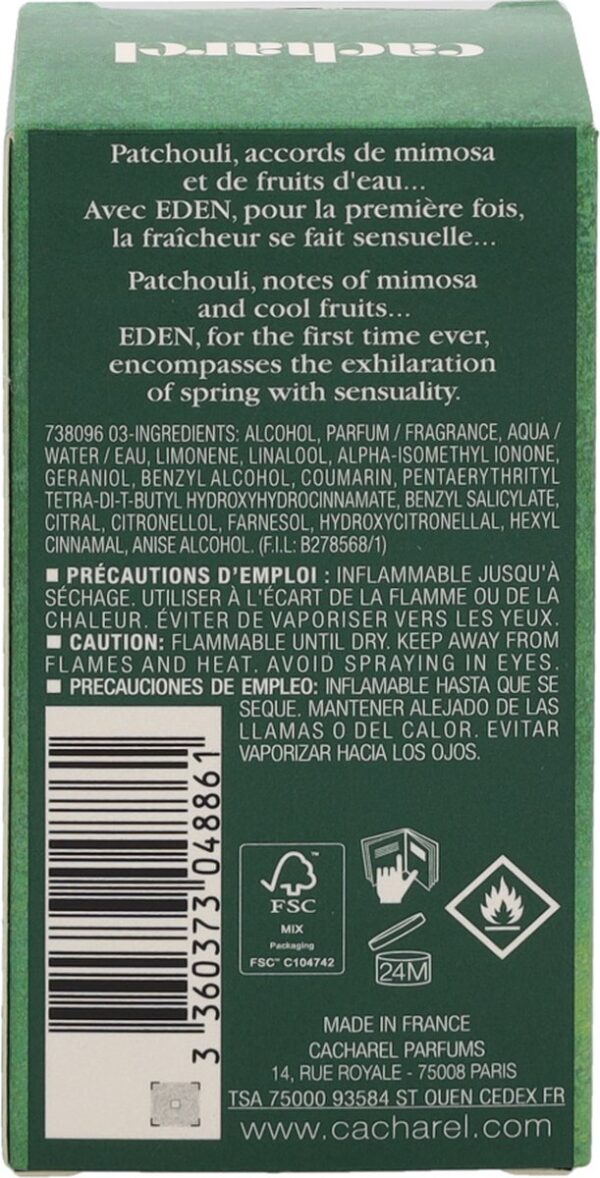 cacharel
Patchouli, accords de mimosa
et de fruits d'eau...
Avec EDEN, pour la première fois,
la fraîcheur se fait sensuelle...
Patchouli, notes of mimosa
and cool fruits...
EDEN, for the first time ever,
encompasses the exhilaration
of spring with sensuality.
738096 03-INGREDIENTS: ALCOHOL, PARFUM / FRAGRANCE, AQUA /
WATER / EAU, LIMONENE, LINALOOL, ALPHA-ISOMETHYL IONONE,
GERANIOL, BENZYL ALCOHOL, COUMARIN, PENTAERYTHRITYL
TETRA-DI-T-BUTYL HYDROXYHYDROCINNAMATE, BENZYL SALICYLATE,
CITRAL, CITRONELLOL, FARNESOL, HYDROXYCITRONELLAL, HEXYL
CINNAMAL, ANISE ALCOHOL. (F.I.L: B278568/1)
■ PRÉCAUTIONS D'EMPLOI : INFLAMMABLE JUSQU'À
SÉCHAGE. UTILISER À L'ÉCART DE LA FLAMME OU DE LA
CHALEUR. ÉVITER DE VAPORISER VERS LES YEUX.
■ CAUTION: FLAMMABLE UNTIL DRY. KEEP AWAY FROM
FLAMES AND HEAT. AVOID SPRAYING IN EYES.
■ PRECAUCIONES DE EMPLEO: INFLAMABLE HASTA QUE SE
SEQUE. MANTENER ALEJADO DE LAS
LLAMAS O DEL CALOR. EVITAR
VAPORIZAR HACIA LOS OJOS.
3 360373 048861
FSC
MIX
Packaging
FSC™ C104742
24M
MADE IN FRANCE
CACHAREL PARFUMS
14, RUE ROYALE - 75008 PARIS
TSA 75000 93584 ST OUEN CEDEX FR
www.cacharel.com